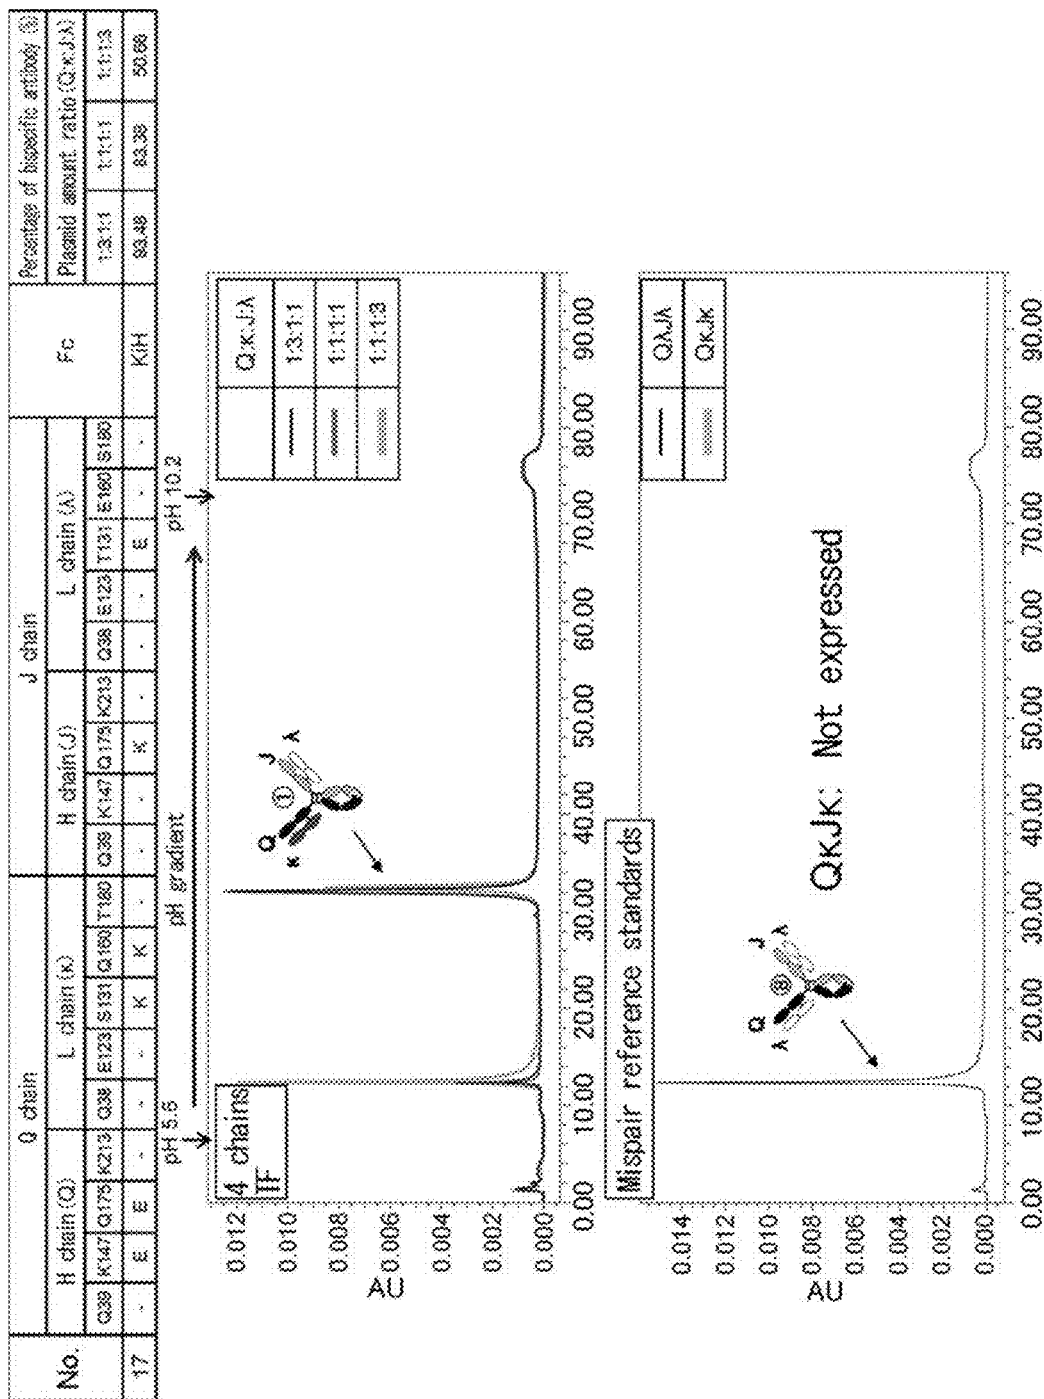 No. Q chain J chain Fc Percentage of bispecific antibody (%)
H chain (Q) L chain (κ) H chain (J) L chain (λ) Plasmid amount ratio (Q:κ:J:λ)
Q39 K147 Q175 K213 Q38 E123 S131 Q160 T180 Q39 K147 Q175 K213 Q38 E123 T131 E160 S180 1:3:1:1 1:1:1:1 1:1:1:3
17 - E E - - - K K - - - K - - - E - - KiH 93.48 83.38 50.68
pH 5.5 pH gradient pH 10.2
4 chains
TF
Q
κ
①
J
λ
Q:κ:J:λ
1:3:1:1
1:1:1:1
1:1:1:3
AU
0.012
0.010
0.008
0.006
0.004
0.002
0.000
0.00 10.00 20.00 30.00 40.00 50.00 60.00 70.00 80.00 90.00
Mispair reference standards
Q
λ
⑧
J
λ
QκJκ: Not expressed
QλJλ
QκJκ
AU
0.014
0.012
0.010
0.008
0.006
0.004
0.002
0.000
0.00 10.00 20.00 30.00 40.00 50.00 60.00 70.00 80.00 90.00